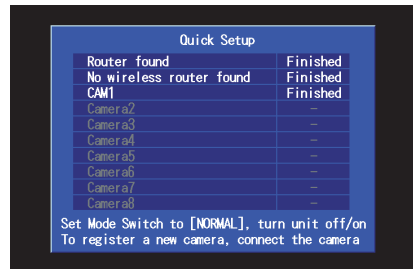 Quick Setup
Router found Finished
No wireless router found Finished
CAM1 Finished
Camera2 -
Camera3 -
Camera4 -
Camera5 -
Camera6 -
Camera7 -
Camera8 -
Set Mode Switch to [NORMAL], turn unit off/on
To register a new camera, connect the camera